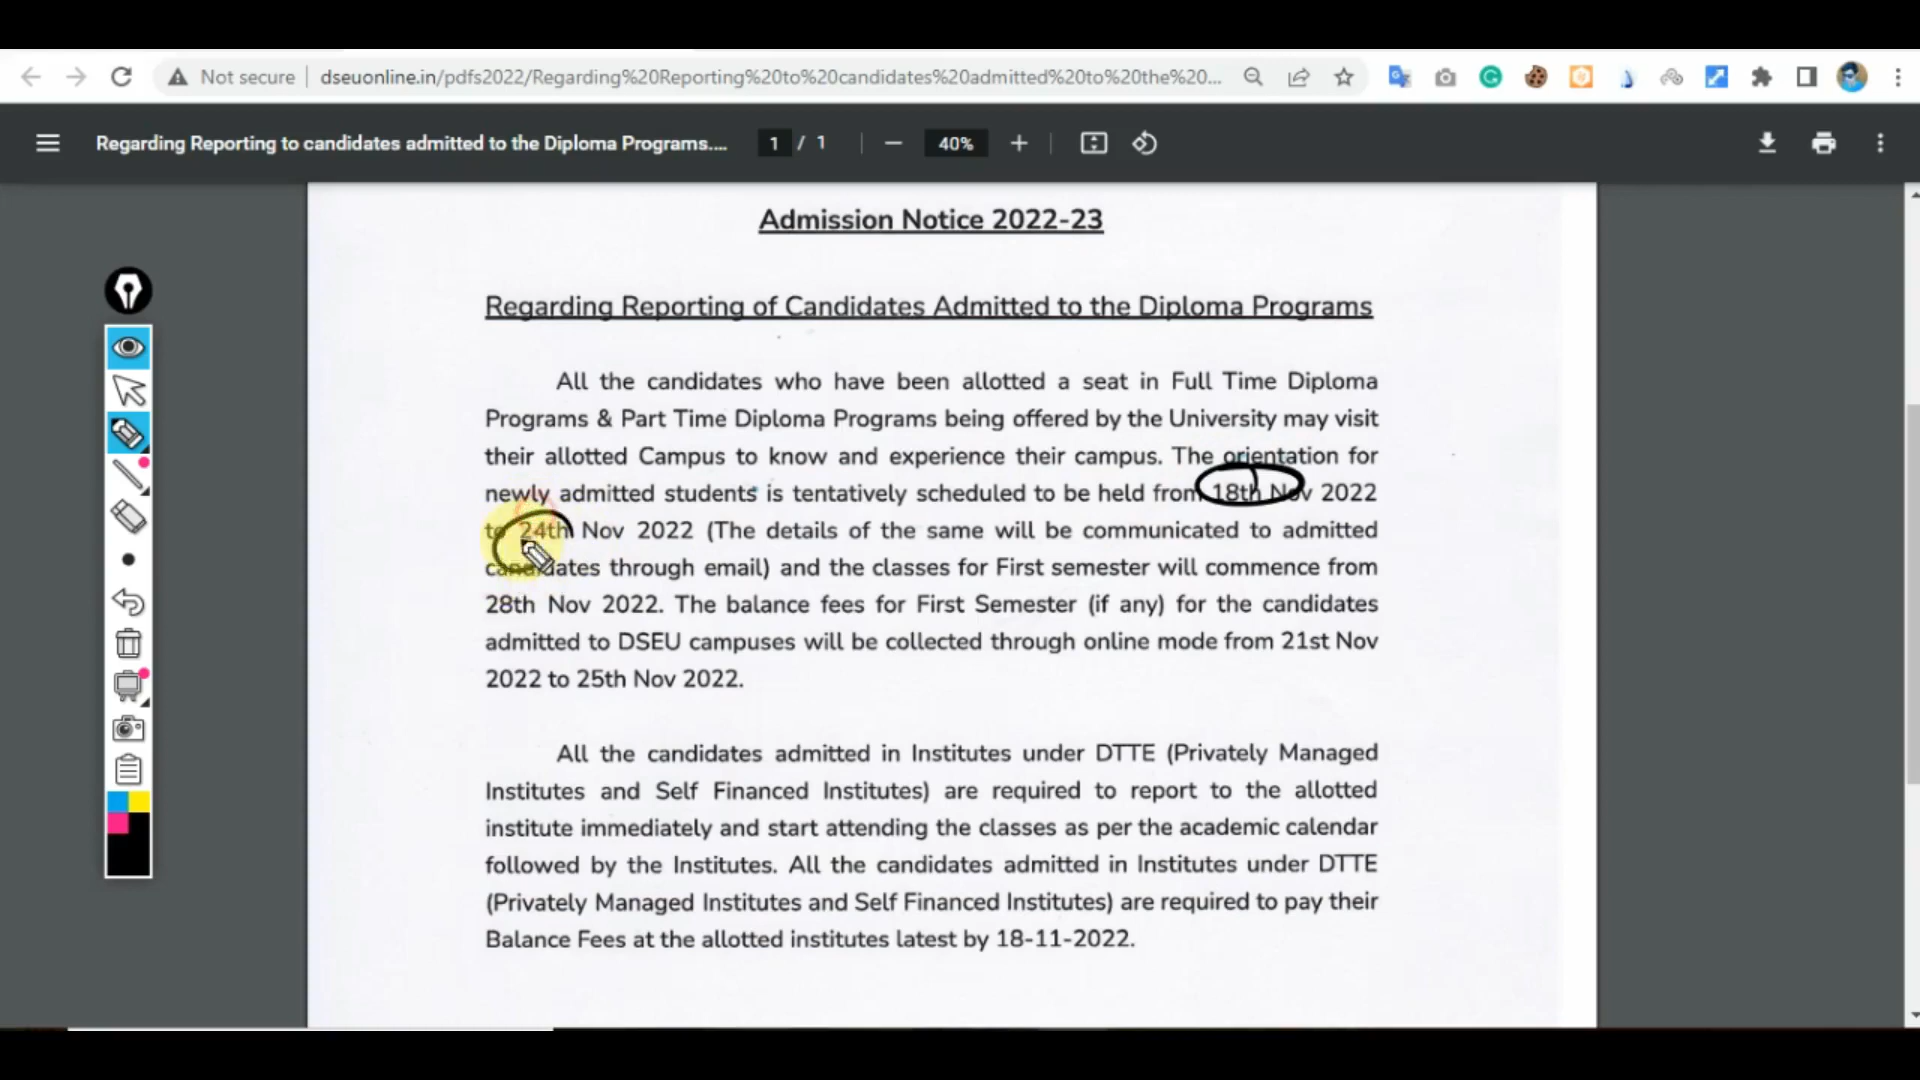 Not secure
dseuonline.in/pdfs2022/Regarding%20Reporting%20to%20candidates%20admitted%20to%20the%20...
Regarding Reporting to candidates admitted to the Diploma Programs....
1 / 1
40%
Admission Notice 2022-23
Regarding Reporting of Candidates Admitted to the Diploma Programs
All the candidates who have been allotted a seat in Full Time Diploma
Programs & Part Time Diploma Programs being offered by the University may visit
their allotted Campus to know and experience their campus. The orientation for
newly admitted students is tentatively scheduled to be held from 18th Nov 2022
to 24th Nov 2022 (The details of the same will be communicated to admitted
candidates through email) and the classes for First semester will commence from
28th Nov 2022. The balance fees for First Semester (if any) for the candidates
admitted to DSEU campuses will be collected through online mode from 21st Nov
2022 to 25th Nov 2022.
All the candidates admitted in Institutes under DTTE (Privately Managed
Institutes and Self Financed Institutes) are required to report to the allotted
institute immediately and start attending the classes as per the academic calendar
followed by the Institutes. All the candidates admitted in Institutes under DTTE
(Privately Managed Institutes and Self Financed Institutes) are required to pay their
Balance Fees at the allotted institutes latest by 18-11-2022.